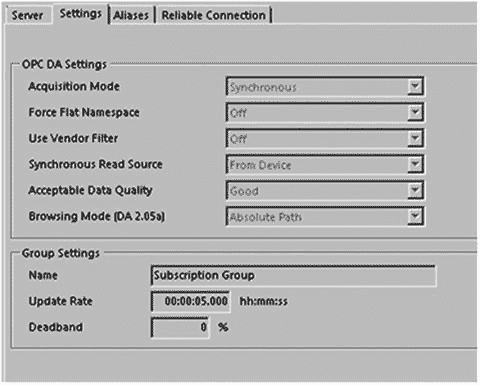 Server Settings Aliases Reliable Connection
OPC DA Settings
Acquisition Mode Synchronous
Force Flat Namespace Off
Use Vendor Filter Off
Synchronous Read Source From Device
Acceptable Data Quality Good
Browsing Mode (DA 2.05a) Absolute Path
Group Settings
Name Subscription Group
Update Rate 00:00:05.000 hh:mm:ss
Deadband 0 %